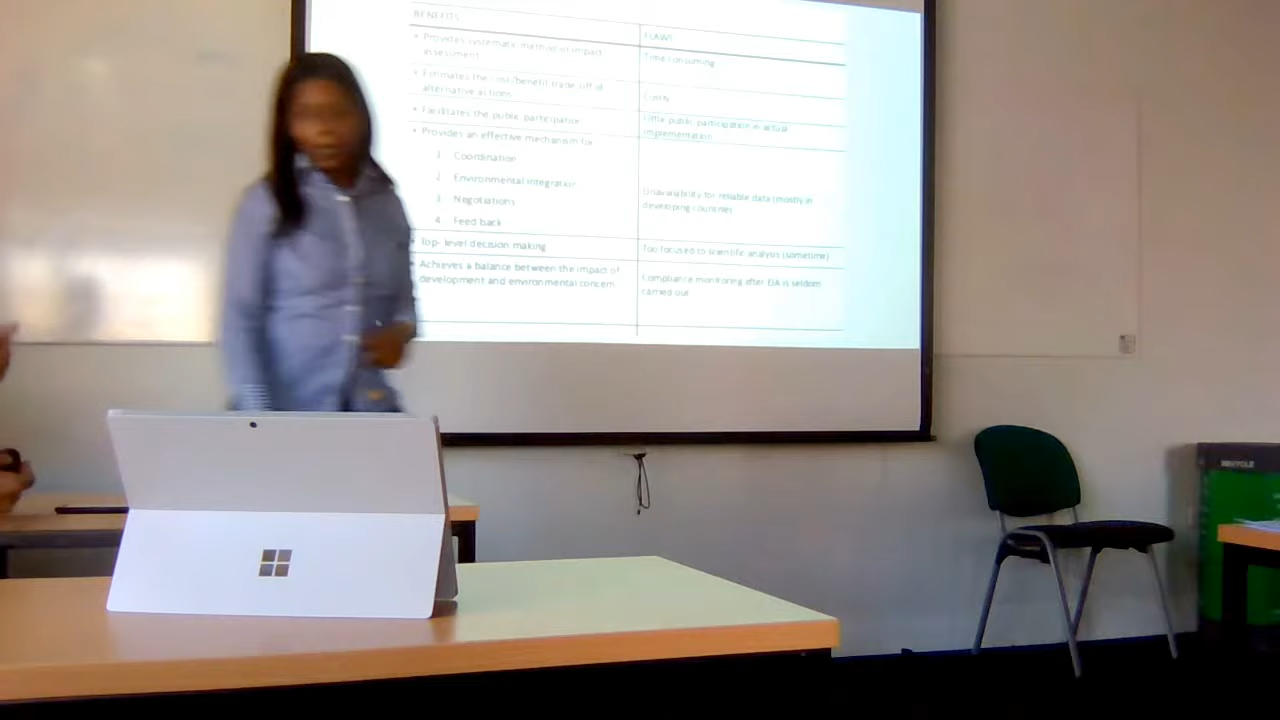 BENEFITS
FLAWS
• Provides systematic method of impact
assessment
Time consuming
• Estimates the cost/benefit trade-off of
alternative actions
Costly
• Facilitates the public participation
Little public participation in actual
implementation
• Provides an effective mechanism for
1 Coordination
2 Environmental integration
3 Negotiations
4 Feed back
Unavailability for reliable data (mostly in
developing countries)
Top- level decision making
Too focused to scientific analysis (sometime)
Achieves a balance between the impact of
development and environmental concern
Compliance monitoring after EIA is seldom
carried out